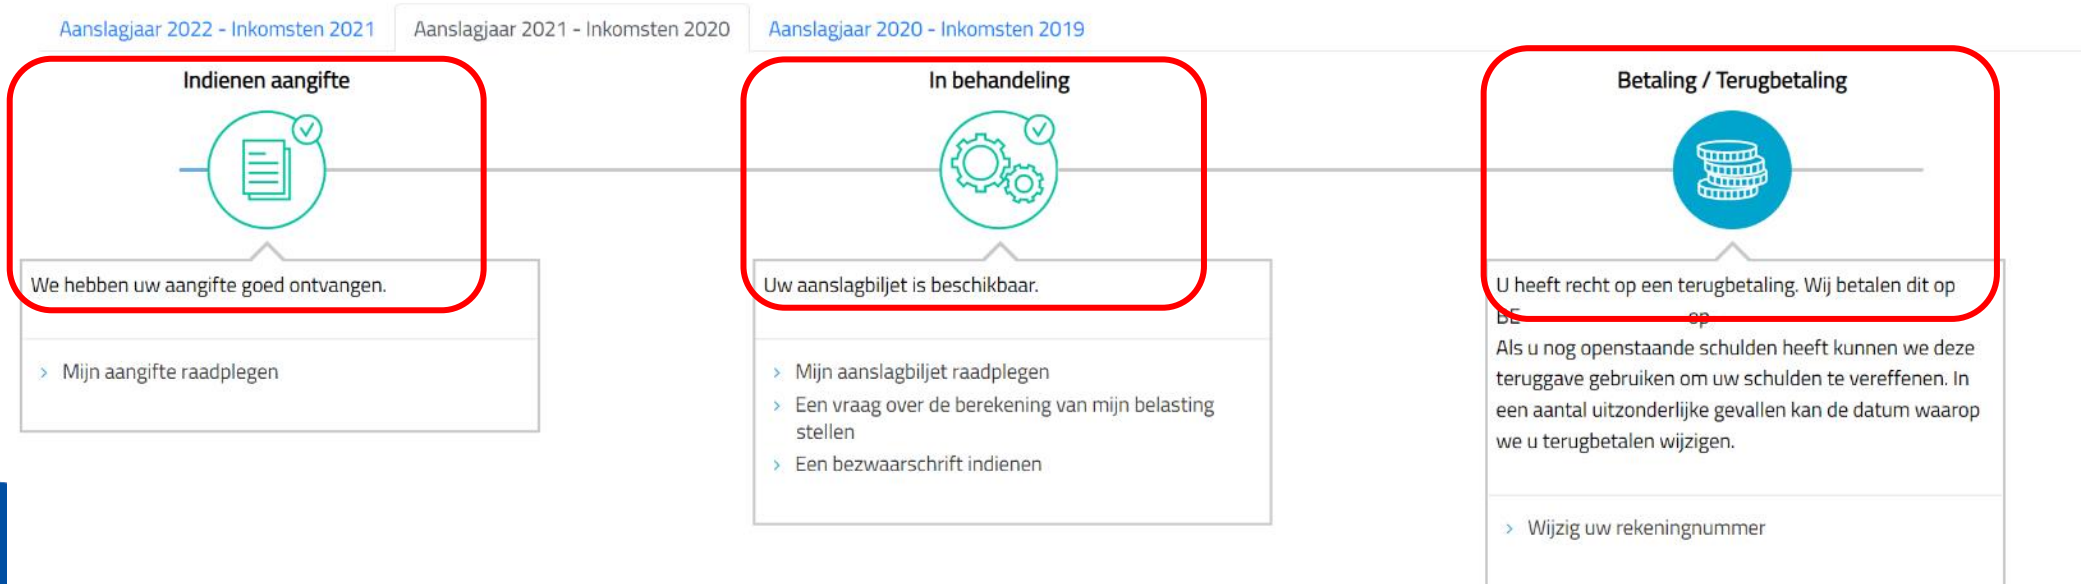 Aanslagjaar 2022 - Inkomsten 2021
Aanslagjaar 2021 - Inkomsten 2020
Aanslagjaar 2020 - Inkomsten 2019
Indienen aangifte
We hebben uw aangifte goed ontvangen.
Mijn aangifte raadplegen
In behandeling
Uw aanslagbiljet is beschikbaar.
Mijn aanslagbiljet raadplegen
Een vraag over de berekening van mijn belasting
stellen
Een bezwaarschrift indienen
Betaling / Terugbetaling
U heeft recht op een terugbetaling. Wij betalen dit op
BE op
Als u nog openstaande schulden heeft kunnen we deze
teruggave gebruiken om uw schulden te vereffenen. In
een aantal uitzonderlijke gevallen kan de datum waarop
we u terugbetalen wijzigen.
Wijzig uw rekeningnummer